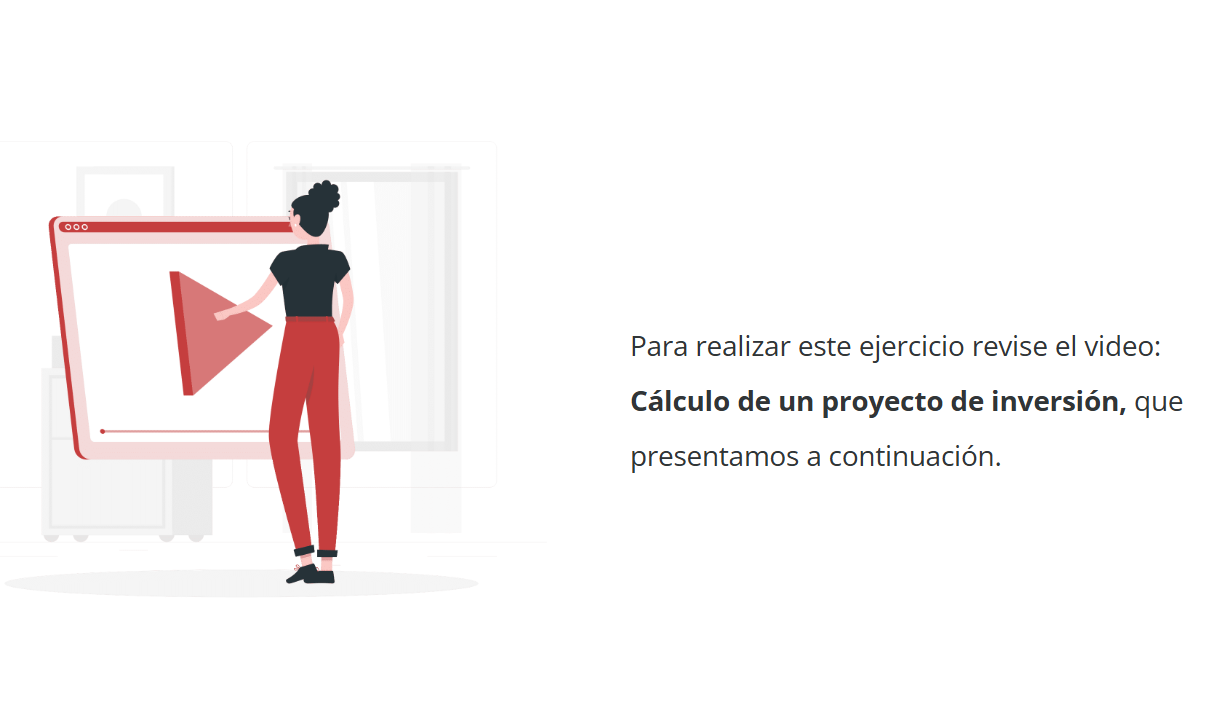 Para realizar este ejercicio revise el video:
Cálculo de un proyecto de inversión, que
presentamos a continuación.